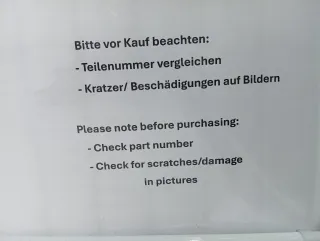 Bitte vor Kauf beachten:
- Teilenummer vergleichen
- Kratzer/ Beschädigungen auf Bildern
Please note before purchasing:
- Check part number
- Check for scratches/damage
in pictures